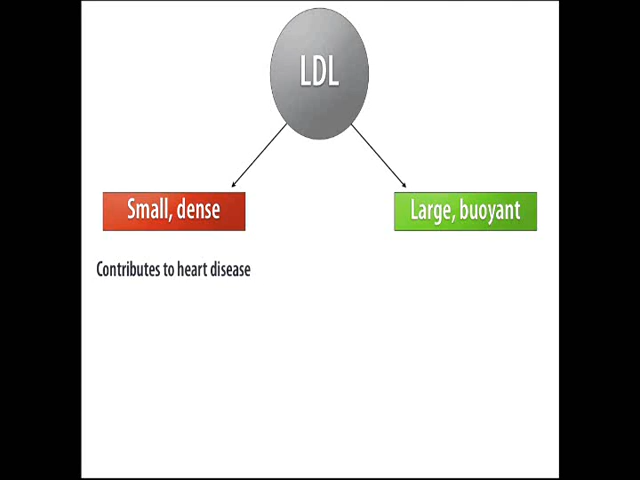 LDL
Small, dense
Large, buoyant
Contributes to heart disease